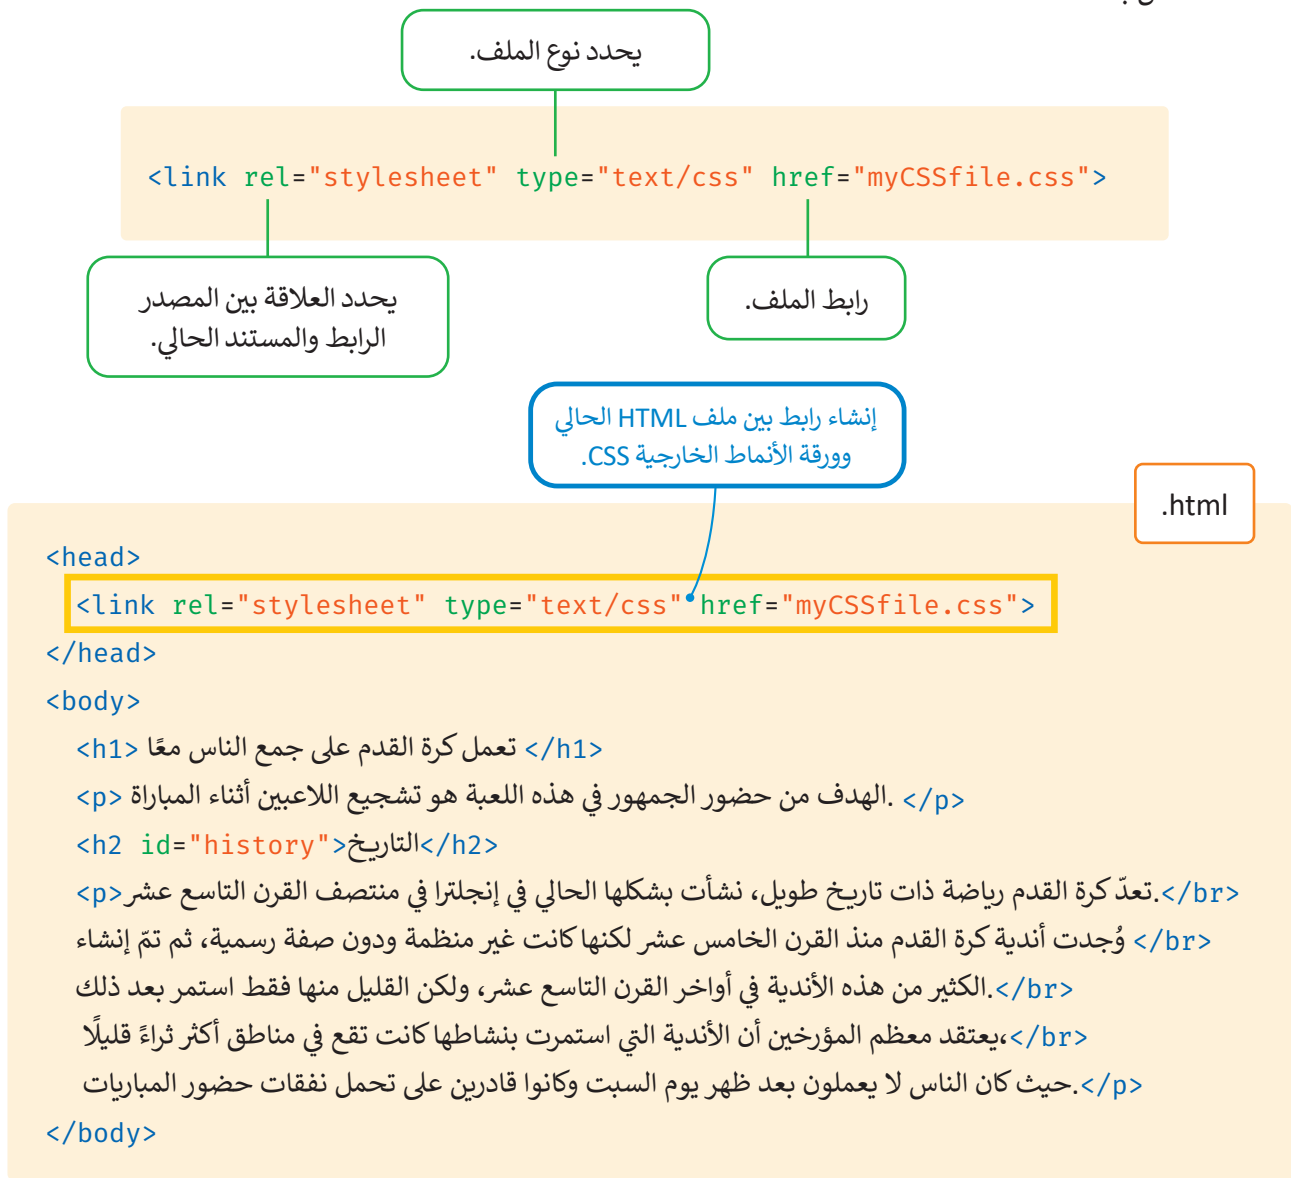 يحدد نوع الملف.
<link rel="stylesheet" type="text/css" href="myCSSfile.css">
يحدد العلاقة بين المصدر
الرابط والمستند الحالي.
رابط الملف.
إنشاء رابط بين ملف HTML الحالي
وورقة الأنماط الخارجية CSS.
.html
<head>
<link rel="stylesheet" type="text/css" href="myCSSfile.css">
</head>
<body>
<h1> تعمل كرة القدم على جمع الناس معًا </h1>
<p> الهدف من حضور الجمهور في هذه اللعبة هو تشجيع اللاعبين أثناء المباراة. </p>
<h2 id="history">التاريخ</h2>
<p>تعدّ كرة القدم رياضة ذات تاريخ طويل، نشأت بشكلها الحالي في إنجلترا في منتصف القرن التاسع عشر.</br>
وُجدت أندية كرة القدم منذ القرن الخامس عشر لكنها كانت غير منظمة ودون صفة رسمية، ثم تمّ إنشاء </br>
الكثير من هذه الأندية في أواخر القرن التاسع عشر، ولكن القليل منها فقط استمر بعد ذلك.</br>
يعتقد معظم المؤرخين أن الأندية التي استمرت بنشاطها كانت تقع في مناطق أكثر ثراءً قليلًا،</br>
حيث كان الناس لا يعملون بعد ظهر يوم السبت وكانوا قادرين على تحمل نفقات حضور المباريات.</p>
</body>